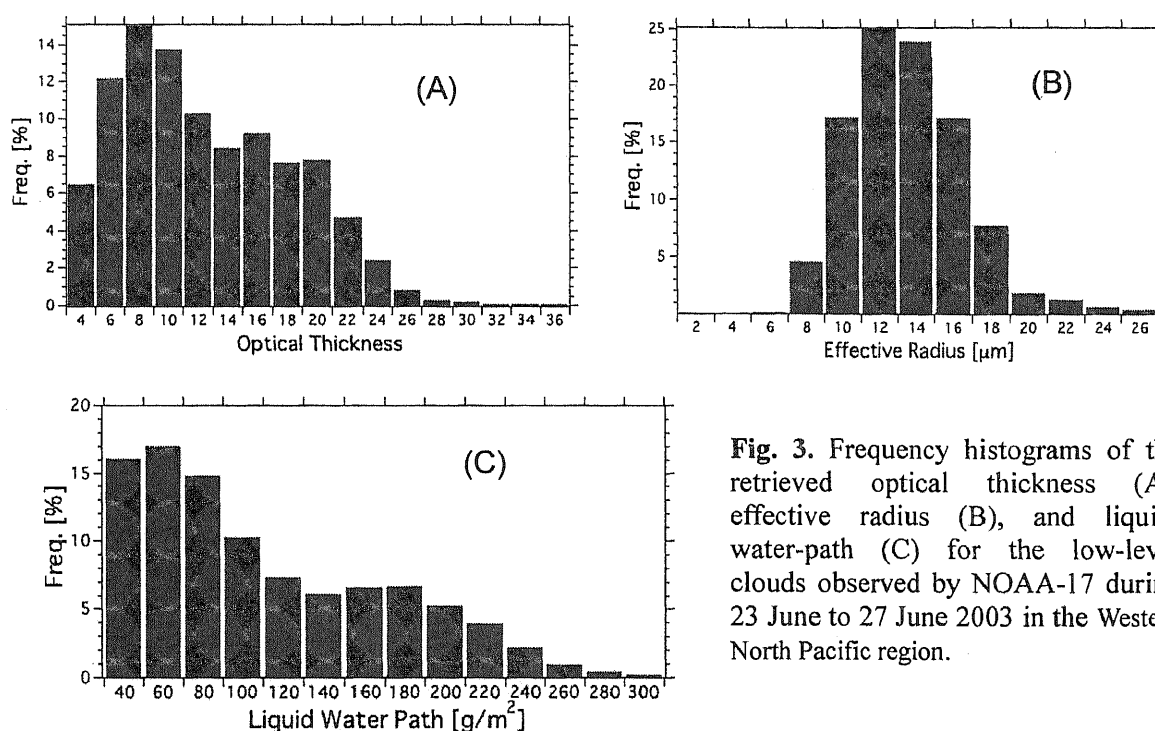 (A)
Freq. [%]
14
12
10
8
6
4
2
0
4 6 8 10 12 14 16 18 20 22 24 26 28 30 32 34 36
Optical Thickness
(B)
Freq. [%]
25
20
15
10
5
2 4 6 8 10 12 14 16 18 20 22 24 26
Effective Radius [μm]
(C)
Freq. [%]
20
15
10
5
0
40 60 80 100 120 140 160 180 200 220 240 260 280 300
Liquid Water Path [g/m²]
Fig. 3. Frequency histograms of th
retrieved optical thickness (A
effective radius (B), and liqui
water-path (C) for the low-lev
clouds observed by NOAA-17 durin
23 June to 27 June 2003 in the Weste
North Pacific region.